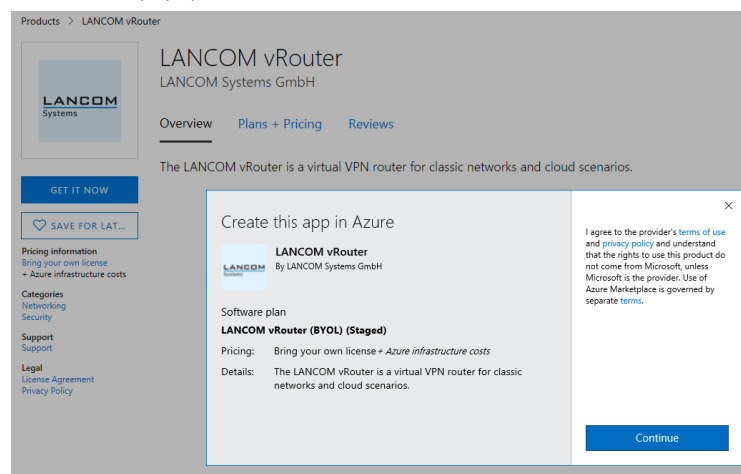 Products > LANCOM vRouter
LANCOM
Systems
LANCOM vRouter
LANCOM Systems GmbH
Overview Plans + Pricing Reviews
The LANCOM vRouter is a virtual VPN router for classic networks and cloud scenarios.
GET IT NOW
SAVE FOR LAT...
Pricing information
Bring your own license
+ Azure infrastructure costs
Categories
Networking
Security
Support
Support
Legal
License Agreement
Privacy Policy
Create this app in Azure
LANCOM
Systems
LANCOM vRouter
By LANCOM Systems GmbH
Software plan
LANCOM vRouter (BYOL) (Staged)
Pricing: Bring your own license + Azure infrastructure costs
Details: The LANCOM vRouter is a virtual VPN router for classic
networks and cloud scenarios.
I agree to the provider's terms of use
and privacy policy and understand
that the rights to use this product do
not come from Microsoft, unless
Microsoft is the provider. Use of
Azure Marketplace is governed by
separate terms.
Continue